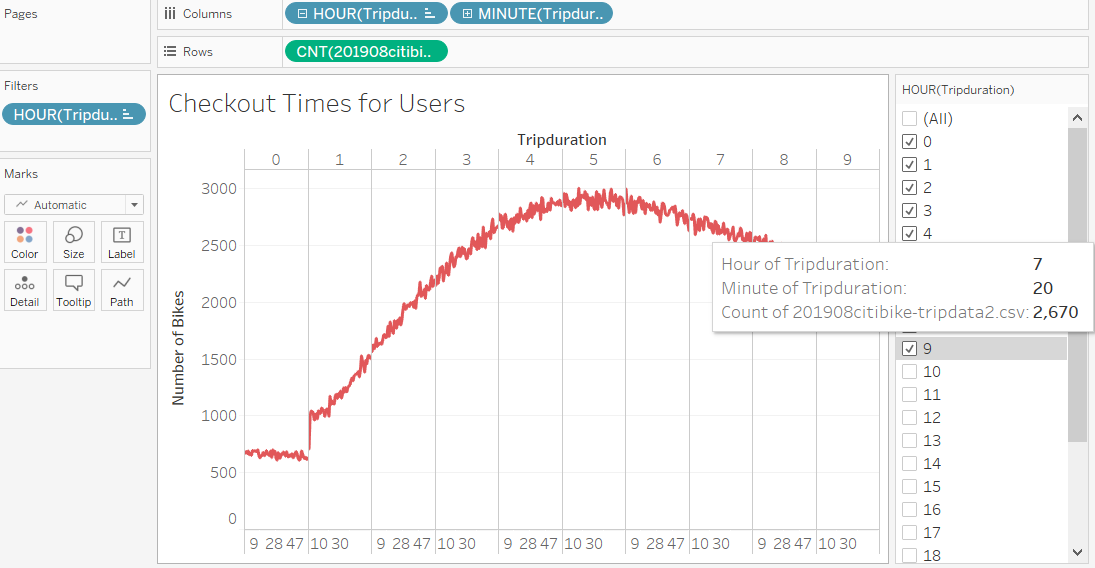 Pages
Columns
HOUR(Tripdu..
MINUTE(Tripdur..
Rows
CNT(201908citibi..
Filters
HOUR(Tripdu..
Marks
Automatic
Color Size Label
Detail Tooltip Path
Checkout Times for Users
Tripduration
0 1 2 3 4 5 6 7 8 9
Number of Bikes
3000
2500
2000
1500
1000
500
0
9 28 47 10 30 9 28 47 10 30 9 28 47 10 30 9 28 47 10 30 9 28 47 10 30
Hour of Tripduration: 7
Minute of Tripduration: 20
Count of 201908citibike-tripdata2.csv: 2,670
HOUR(Tripduration)
(All)
0
1
2
3
4
9
10
11
12
13
14
15
16
17
18